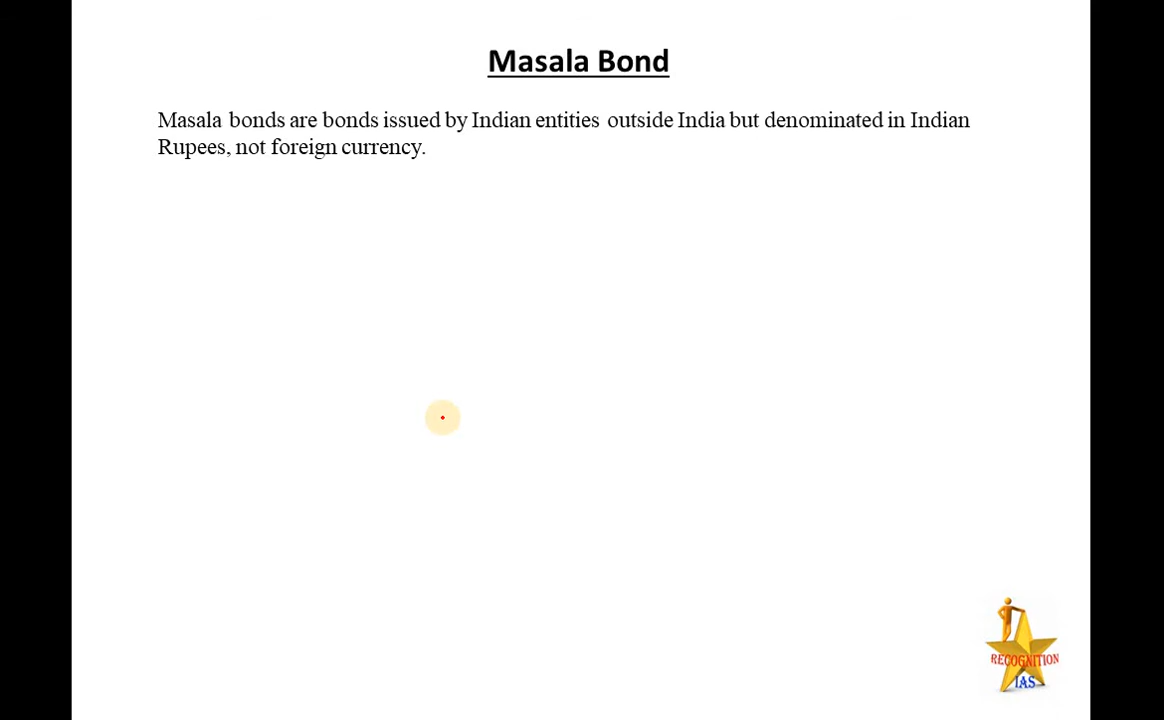 Masala Bond
Masala bonds are bonds issued by Indian entities outside India but denominated in Indian
Rupees, not foreign currency.
RECOGNITION
IAS